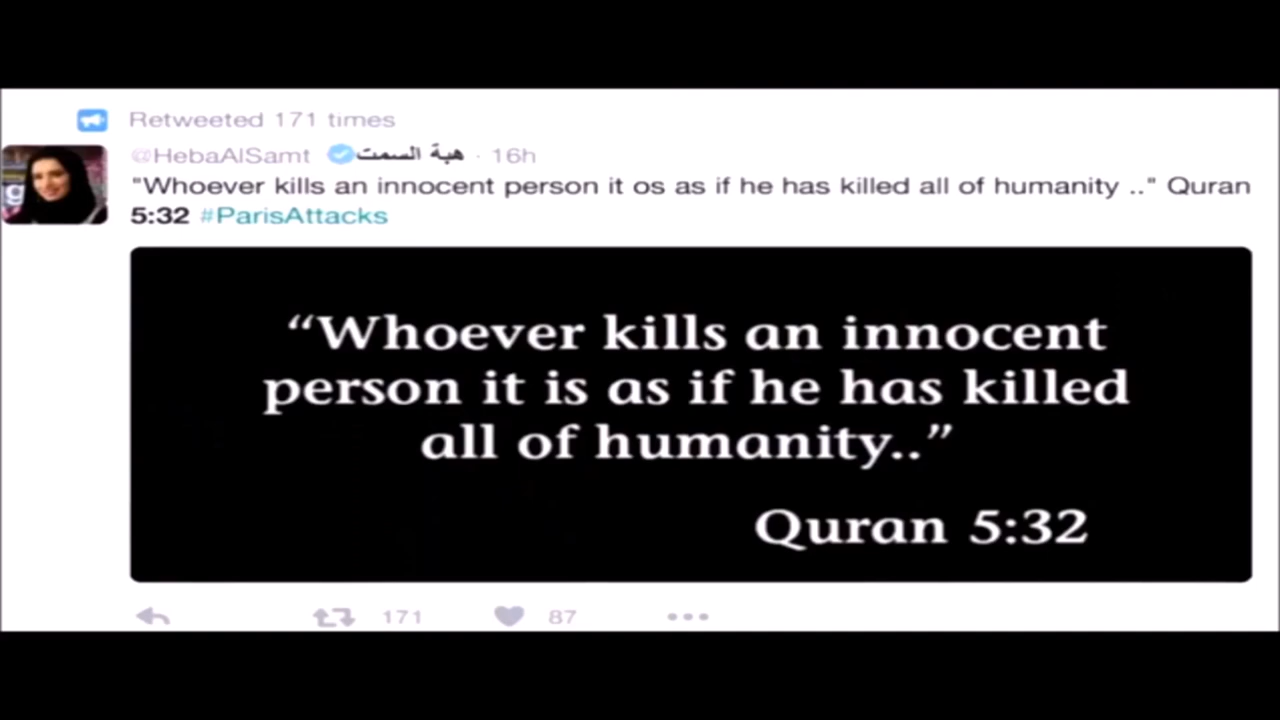 Retweeted 171 times
@HebaAlSamt هبة السمت · 16h
"Whoever kills an innocent person it os as if he has killed all of humanity .." Quran
5:32 #ParisAttacks
“Whoever kills an innocent
person it is as if he has killed
all of humanity..”
Quran 5:32
171 87